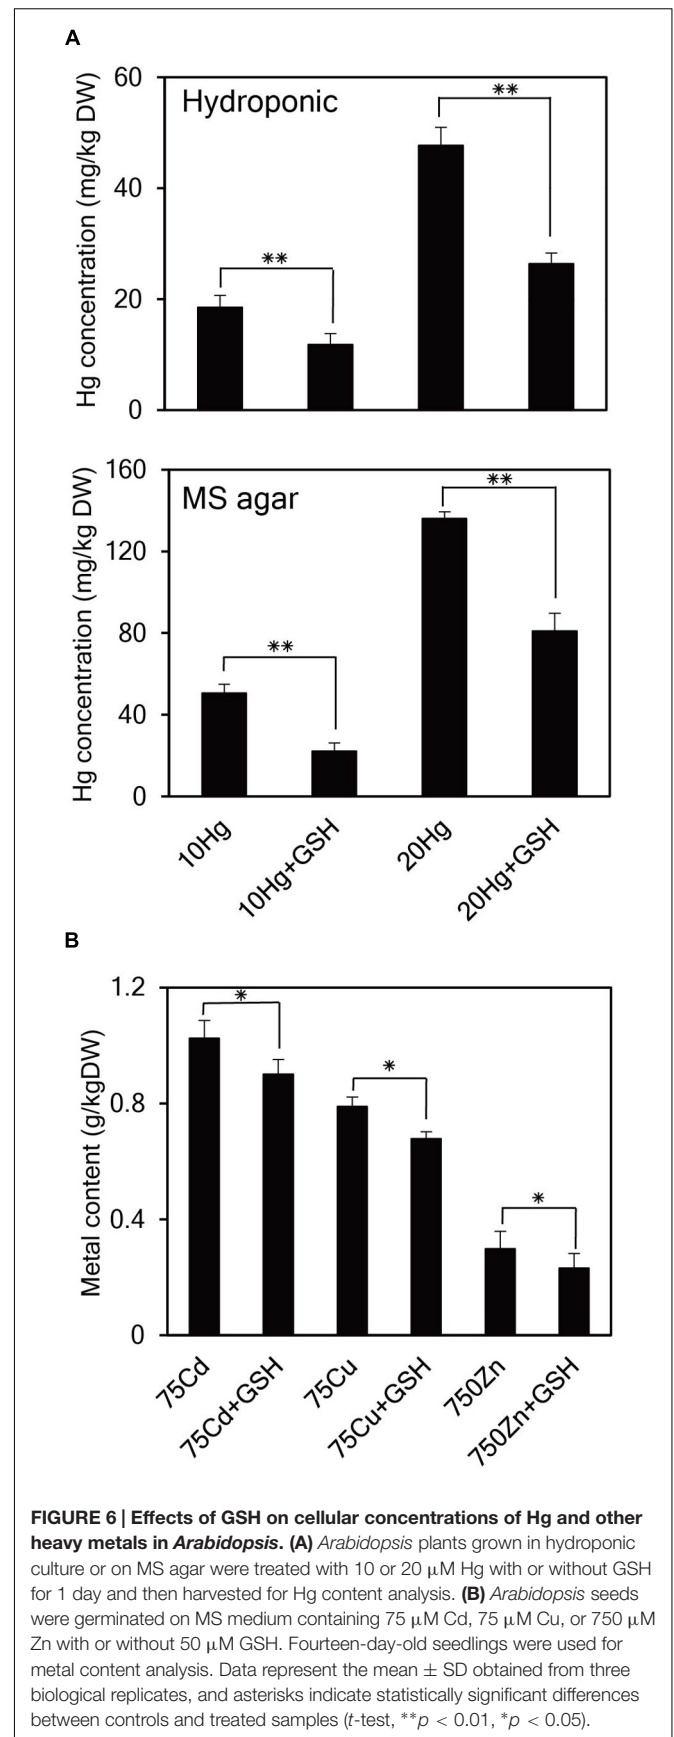 A
Hydroponic
Hg concentration (mg/kg DW)
60
40
20
0
**
**
MS agar
Hg concentration (mg/kg DW)
160
120
80
40
0
**
**
10Hg
10Hg+GSH
20Hg
20Hg+GSH
B
Metal content (g/kgDW)
1.2
0.8
0.4
0
*
*
*
75Cd
75Cd+GSH
75Cu
75Cu+GSH
750Zn
750Zn+GSH
FIGURE 6 | Effects of GSH on cellular concentrations of Hg and other
heavy metals in Arabidopsis. (A) Arabidopsis plants grown in hydroponic
culture or on MS agar were treated with 10 or 20 μM Hg with or without GSH
for 1 day and then harvested for Hg content analysis. (B) Arabidopsis seeds
were germinated on MS medium containing 75 μM Cd, 75 μM Cu, or 750 μM
Zn with or without 50 μM GSH. Fourteen-day-old seedlings were used for
metal content analysis. Data represent the mean ± SD obtained from three
biological replicates, and asterisks indicate statistically significant differences
between controls and treated samples (t-test, **p < 0.01, *p < 0.05).